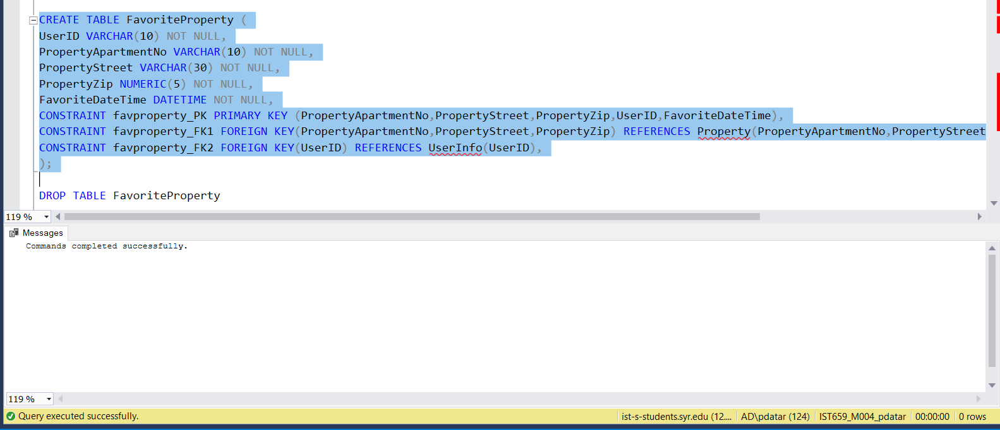 CREATE TABLE FavoriteProperty (
UserID VARCHAR(10) NOT NULL,
PropertyApartmentNo VARCHAR(10) NOT NULL,
PropertyStreet VARCHAR(30) NOT NULL,
PropertyZip NUMERIC(5) NOT NULL,
FavoriteDateTime DATETIME NOT NULL,
CONSTRAINT favproperty_PK PRIMARY KEY (PropertyApartmentNo,PropertyStreet,PropertyZip,UserID,FavoriteDateTime),
CONSTRAINT favproperty_FK1 FOREIGN KEY(PropertyApartmentNo,PropertyStreet,PropertyZip) REFERENCES Property(PropertyApartmentNo,PropertyStreet
CONSTRAINT favproperty_FK2 FOREIGN KEY(UserID) REFERENCES UserInfo(UserID),
);
DROP TABLE FavoriteProperty
119 %
Messages
Commands completed successfully.
119 %
Query executed successfully. ist-s-students.syr.edu (12.... AD\pdatar (124) IST659_M004_pdatar 00:00:00 0 rows